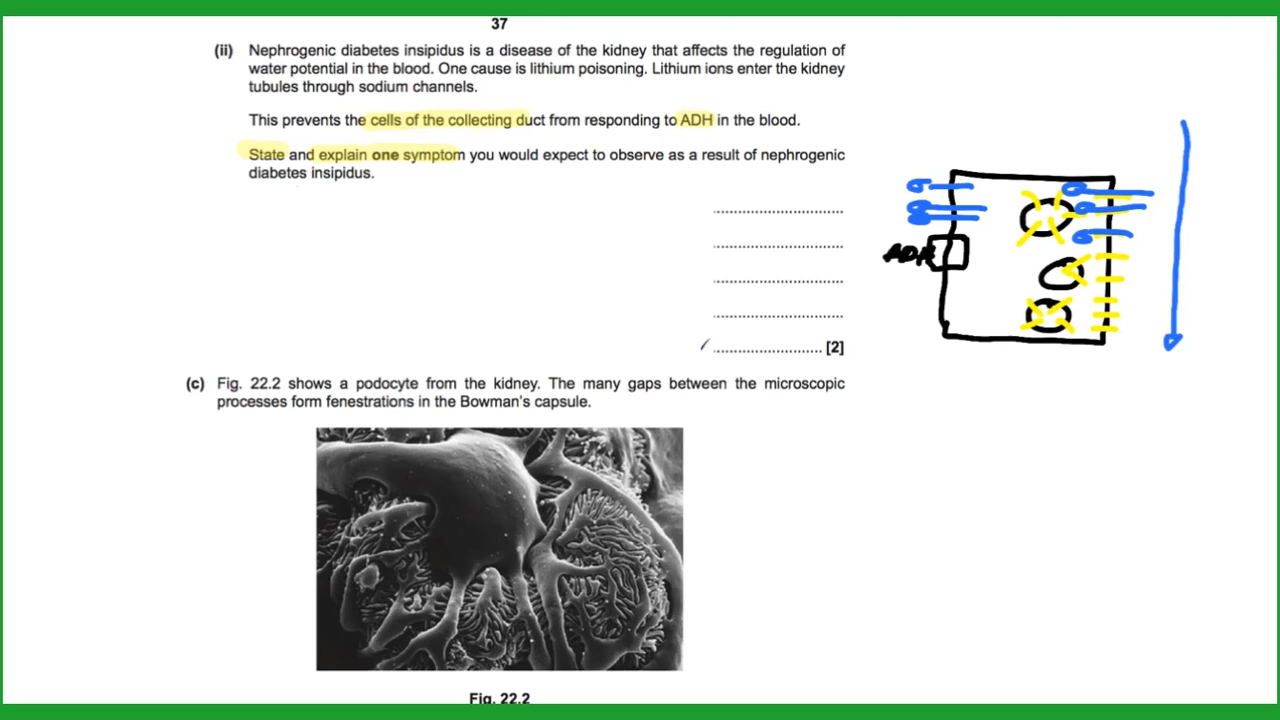 37
(ii) Nephrogenic diabetes insipidus is a disease of the kidney that affects the regulation of
water potential in the blood. One cause is lithium poisoning. Lithium ions enter the kidney
tubules through sodium channels.
This prevents the cells of the collecting duct from responding to ADH in the blood.
State and explain one symptom you would expect to observe as a result of nephrogenic
diabetes insipidus.
ADH
[2]
(c) Fig. 22.2 shows a podocyte from the kidney. The many gaps between the microscopic
processes form fenestrations in the Bowman's capsule.
Fig. 22.2